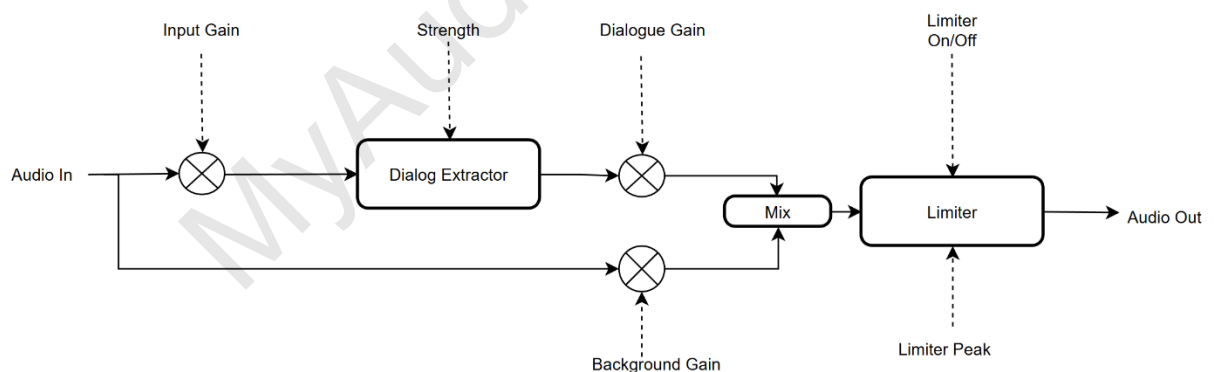 Input Gain
Strength
Dialogue Gain
Limiter
On/Off
Audio In
Dialog Extractor
Mix
Limiter
Audio Out
Background Gain
Limiter Peak
MyAud